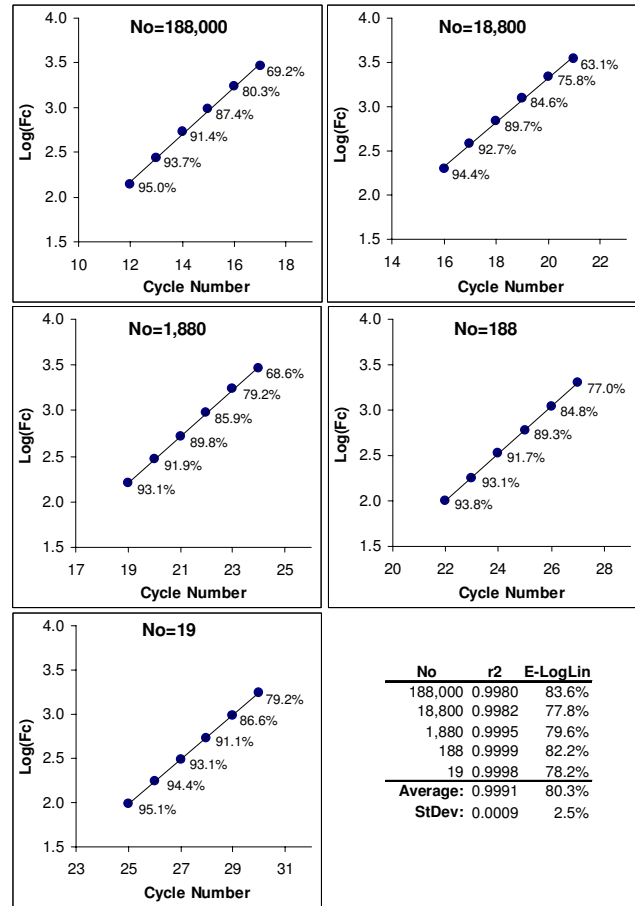 No=188,000
4.0
3.5
3.0
2.5
2.0
1.5
Log(Fc)
69.2%
80.3%
87.4%
91.4%
93.7%
95.0%
10 12 14 16 18
Cycle Number
No=18,800
4.0
3.5
3.0
2.5
2.0
1.5
Log(Fc)
63.1%
75.8%
84.6%
89.7%
92.7%
94.4%
14 16 18 20 22
Cycle Number
No=1,880
4.0
3.5
3.0
2.5
2.0
1.5
Log(Fc)
68.6%
79.2%
85.9%
89.8%
91.9%
93.1%
17 19 21 23 25
Cycle Number
No=188
4.0
3.5
3.0
2.5
2.0
1.5
Log(Fc)
77.0%
84.8%
89.3%
91.7%
93.1%
93.8%
20 22 24 26 28
Cycle Number
No=19
4.0
3.5
3.0
2.5
2.0
1.5
Log(Fc)
79.2%
86.6%
91.1%
93.1%
94.4%
95.1%
23 25 27 29 31
Cycle Number
No r2 E-LogLin
188,000 0.9980 83.6%
18,800 0.9982 77.8%
1,880 0.9995 79.6%
188 0.9999 82.2%
19 0.9998 78.2%
Average: 0.9991 80.3%
StDev: 0.0009 2.5%